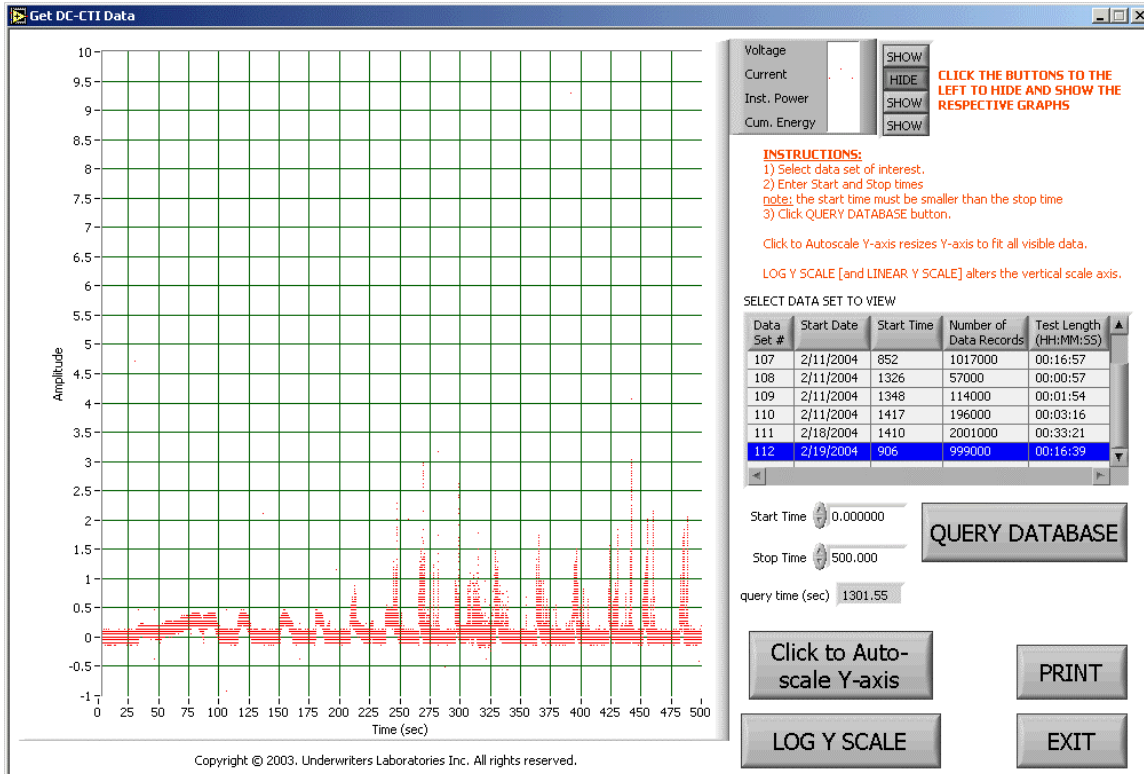 Get DC-CTI Data
10
9.5
9
8.5
8
7.5
7
6.5
6
5.5
5
4.5
4
3.5
3
2.5
2
1.5
1
0.5
0
-0.5
-1
Amplitude
0 25 50 75 100 125 150 175 200 225 250 275 300 325 350 375 400 425 450 475 500
Time (sec)
Copyright © 2003. Underwriters Laboratories Inc. All rights reserved.
Voltage SHOW
Current HIDE
Inst. Power SHOW
Cum. Energy SHOW
CLICK THE BUTTONS TO THE
LEFT TO HIDE AND SHOW THE
RESPECTIVE GRAPHS
INSTRUCTIONS:
1) Select data set of interest.
2) Enter Start and Stop times
note: the start time must be smaller than the stop time
3) Click QUERY DATABASE button.
Click to Autoscale Y-axis resizes Y-axis to fit all visible data.
LOG Y SCALE [and LINEAR Y SCALE] alters the vertical scale axis.
SELECT DATA SET TO VIEW
Data Start Date Start Time Number of Test Length
Set # Data Records (HH:MM:SS)
107 2/11/2004 852 1017000 00:16:57
108 2/11/2004 1326 57000 00:00:57
109 2/11/2004 1348 114000 00:01:54
110 2/11/2004 1417 196000 00:03:16
111 2/18/2004 1410 2001000 00:33:21
112 2/19/2004 906 999000 00:16:39
Start Time 0.000000
Stop Time 500.000
QUERY DATABASE
query time (sec) 1301.55
Click to Auto-
scale Y-axis
PRINT
LOG Y SCALE
EXIT